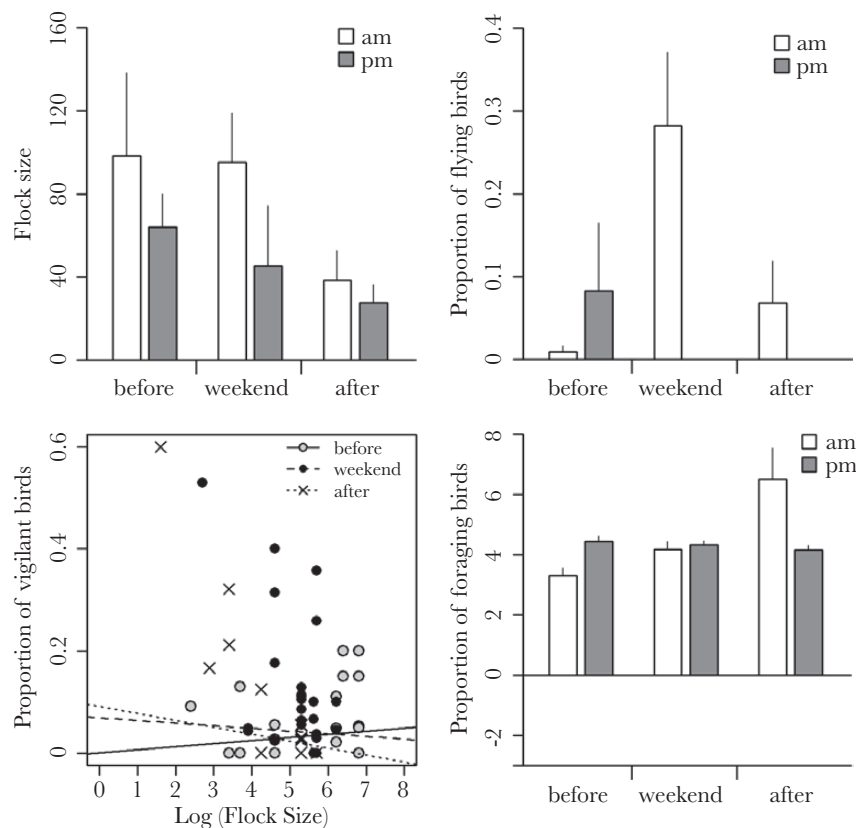 160
120
80
40
0
Flock size
am
pm
before weekend after
0.4
0.3
0.2
0.1
0
Proportion of flying birds
am
pm
before weekend after
0.6
0.4
0.2
0
Proportion of vigilant birds
before
weekend
after
0 1 2 3 4 5 6 7 8
Log (Flock Size)
8
6
4
2
-2
Proportion of foraging birds
am
pm
before weekend after